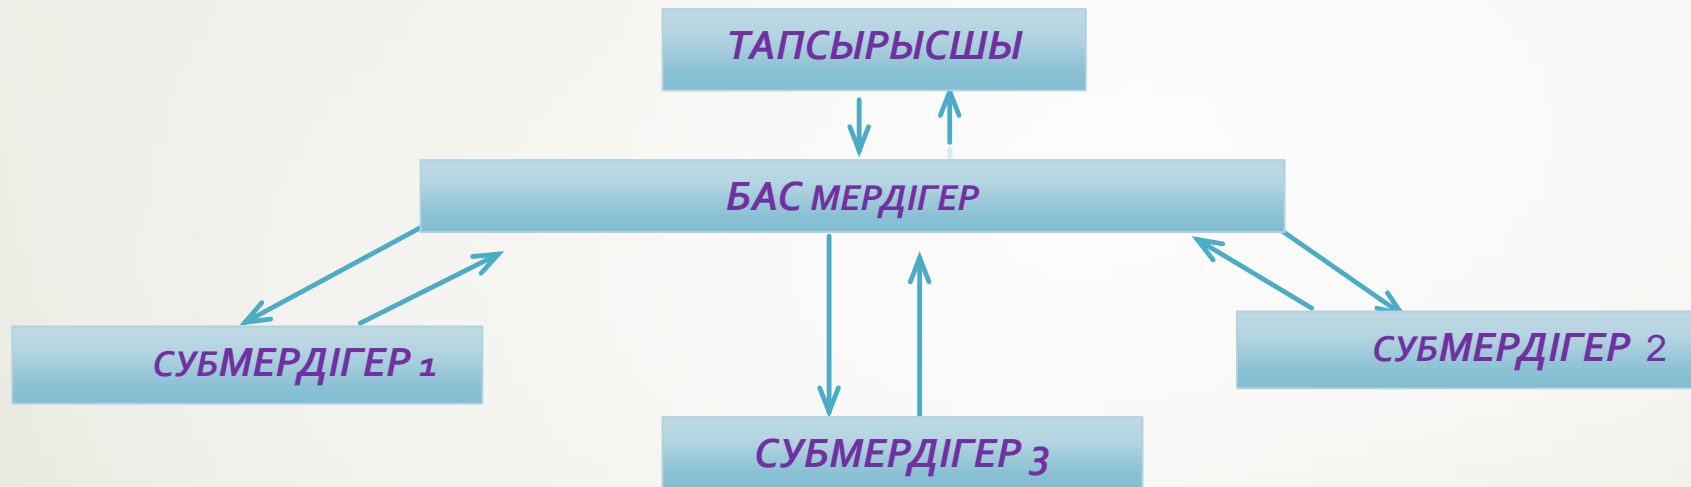 ТАПСЫРЫСШЫ
БАС МЕРДІГЕР
СУБМЕРДІГЕР 1
СУБМЕРДІГЕР 2
СУБМЕРДІГЕР 3